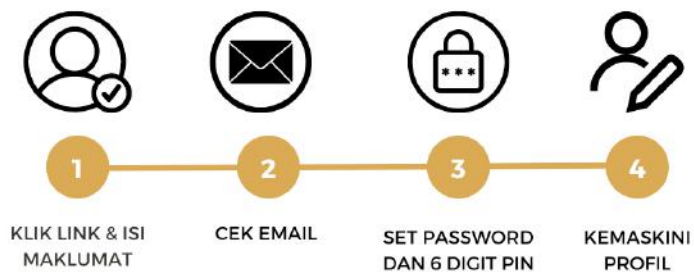 ***
1
2
3
4
KLIK LINK & ISI
MAKLUMAT
CEK EMAIL
SET PASSWORD
DAN 6 DIGIT PIN
KEMASKINI
PROFIL